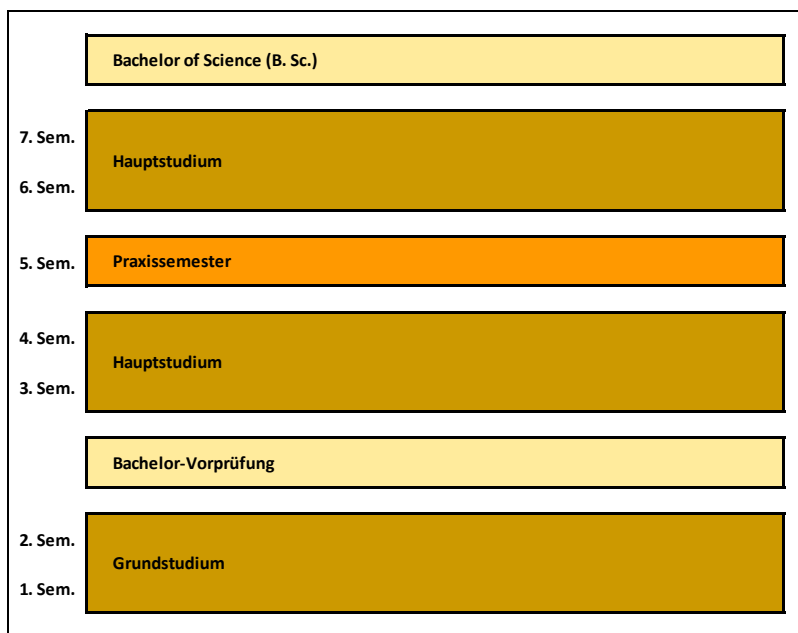 Bachelor of Science (B. Sc.)
7. Sem.
Hauptstudium
6. Sem.
5. Sem.
Praxissemester
4. Sem.
Hauptstudium
3. Sem.
Bachelor-Vorprüfung
2. Sem.
Grundstudium
1. Sem.